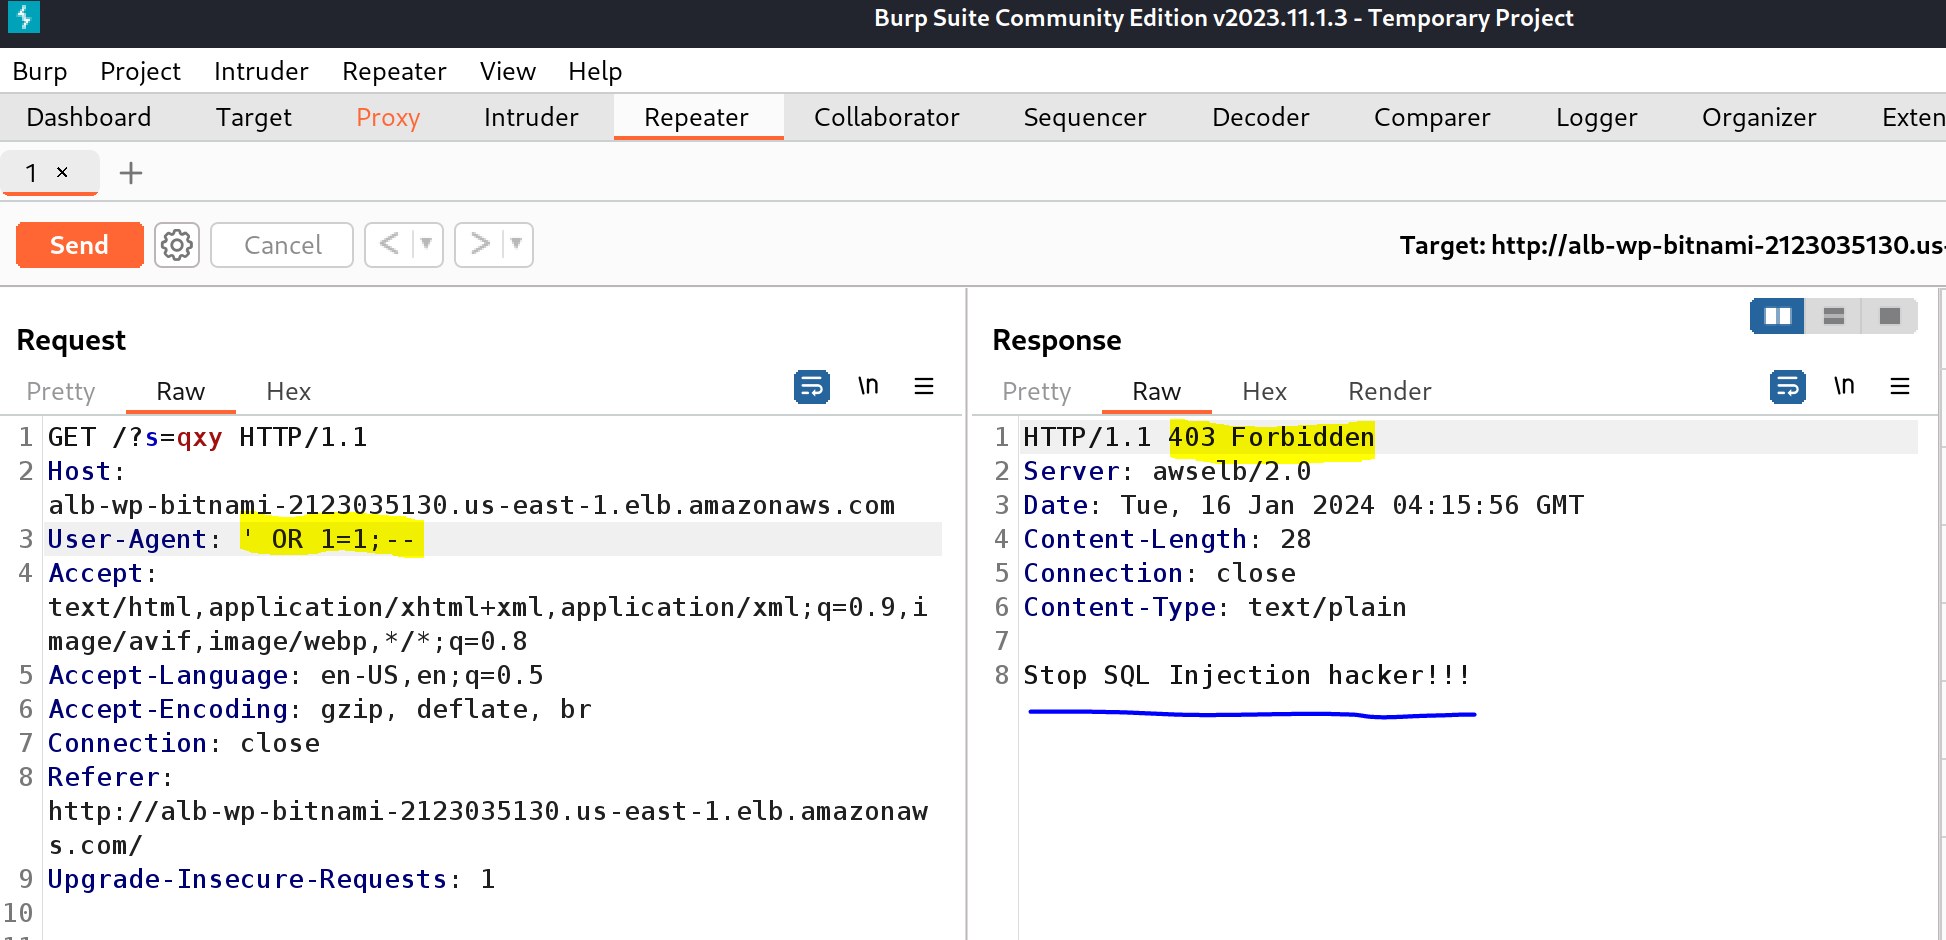 Burp Suite Community Edition v2023.11.1.3 - Temporary Project
Burp Project Intruder Repeater View Help
Dashboard Target Proxy Intruder Repeater Collaborator Sequencer Decoder Comparer Logger Organizer Exten
1 × +
Send Cancel < ▼ > ▼ Target: http://alb-wp-bitnami-2123035130.us-
Request
Pretty Raw Hex \n
1 GET /?s=qxy HTTP/1.1
2 Host:
alb-wp-bitnami-2123035130.us-east-1.elb.amazonaws.com
3 User-Agent: ' OR 1=1;--
4 Accept:
text/html,application/xhtml+xml,application/xml;q=0.9,i
mage/avif,image/webp,*/*;q=0.8
5 Accept-Language: en-US,en;q=0.5
6 Accept-Encoding: gzip, deflate, br
7 Connection: close
8 Referer:
http://alb-wp-bitnami-2123035130.us-east-1.elb.amazonaw
s.com/
9 Upgrade-Insecure-Requests: 1
10
Response
Pretty Raw Hex Render \n
1 HTTP/1.1 403 Forbidden
2 Server: awselb/2.0
3 Date: Tue, 16 Jan 2024 04:15:56 GMT
4 Content-Length: 28
5 Connection: close
6 Content-Type: text/plain
7
8 Stop SQL Injection hacker!!!